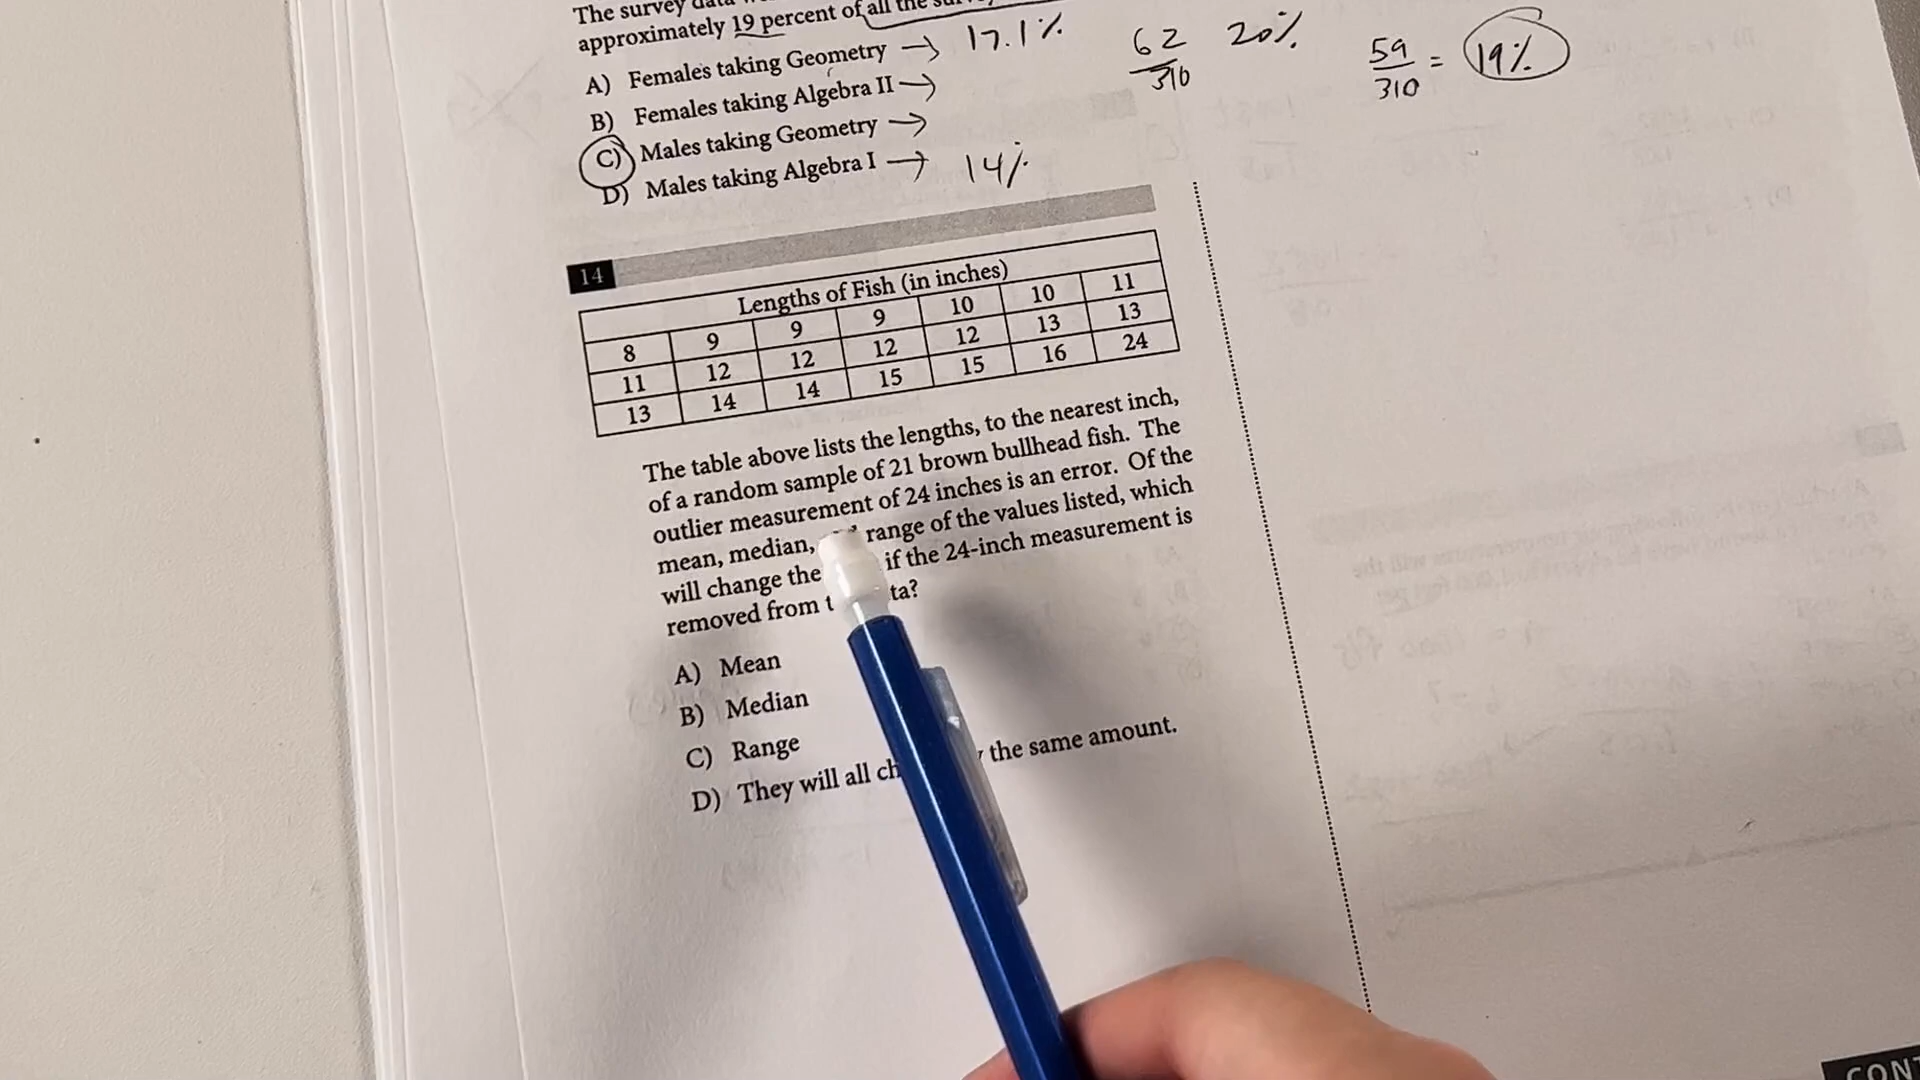 The survey data
approximately 19 percent of all the
A) Females taking Geometry → 17.1%
B) Females taking Algebra II →
C) Males taking Geometry →
D) Males taking Algebra I → 14%
62 20%
310
59 = 19%
310
14
Lengths of Fish (in inches)
8 9 9 9 10 10 11
11 12 12 12 12 13 13
13 14 14 15 15 16 24
The table above lists the lengths, to the nearest inch,
of a random sample of 21 brown bullhead fish. The
outlier measurement of 24 inches is an error. Of the
mean, median, range of the values listed, which
will change the if the 24-inch measurement is
removed from t ta?
A) Mean
B) Median
C) Range
D) They will all ch the same amount.
CONT